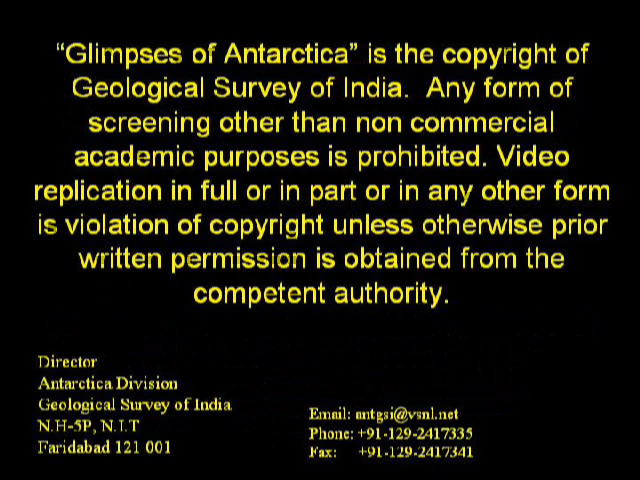 “Glimpses of Antarctica” is the copyright of
Geological Survey of India. Any form of
screening other than non commercial
academic purposes is prohibited. Video
replication in full or in part or in any other form
is violation of copyright unless otherwise prior
written permission is obtained from the
competent authority.
Director
Antarctica Division
Geological Survey of India
N.H-5P, N.I.T
Faridabad 121 001
Email: antgsi@vsnl.net
Phone: +91-129-2417335
Fax: +91-129-2417341